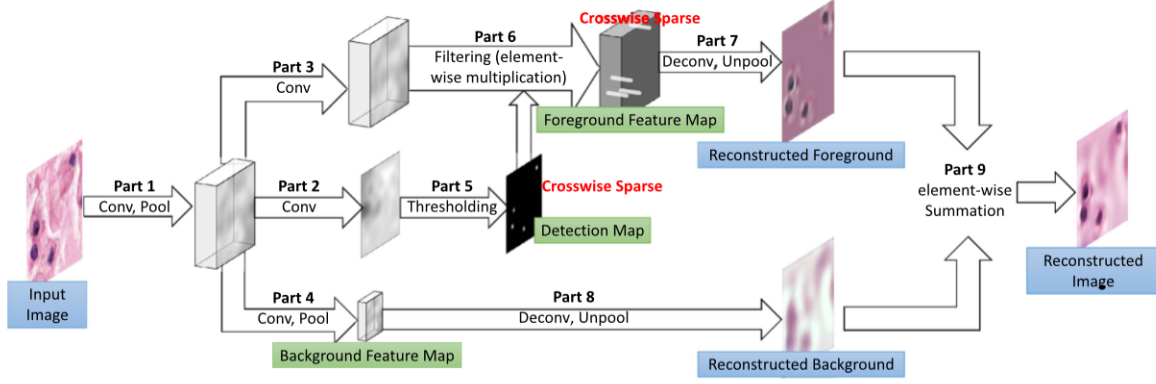 Crosswise Sparse
Part 6
Filtering (element-
wise multiplication)
Part 7
Deconv, Unpool
Part 3
Conv
Foreground Feature Map
Reconstructed Foreground
Part 1
Conv, Pool
Part 2
Conv
Part 5
Thresholding
Crosswise Sparse
Detection Map
Part 9
element-wise
Summation
Input
Image
Part 4
Conv, Pool
Background Feature Map
Part 8
Deconv, Unpool
Reconstructed Background
Reconstructed
Image